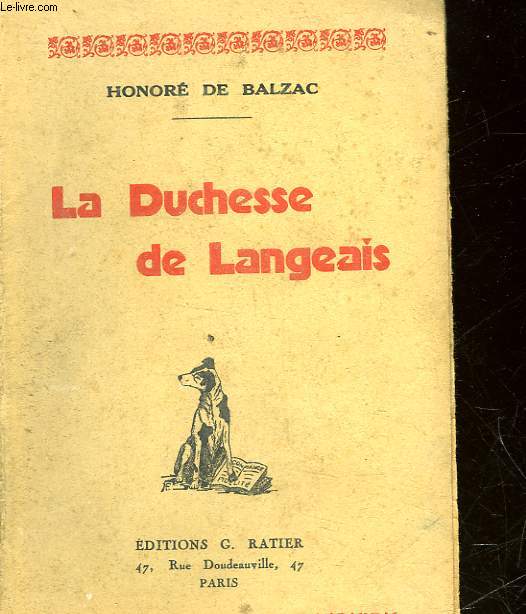 Le-livre.com
HONORÉ DE BALZAC
La Duchesse
de Langeais
ÉDITIONS G. RATIER
47, Rue Doudeauville, 47
PARIS